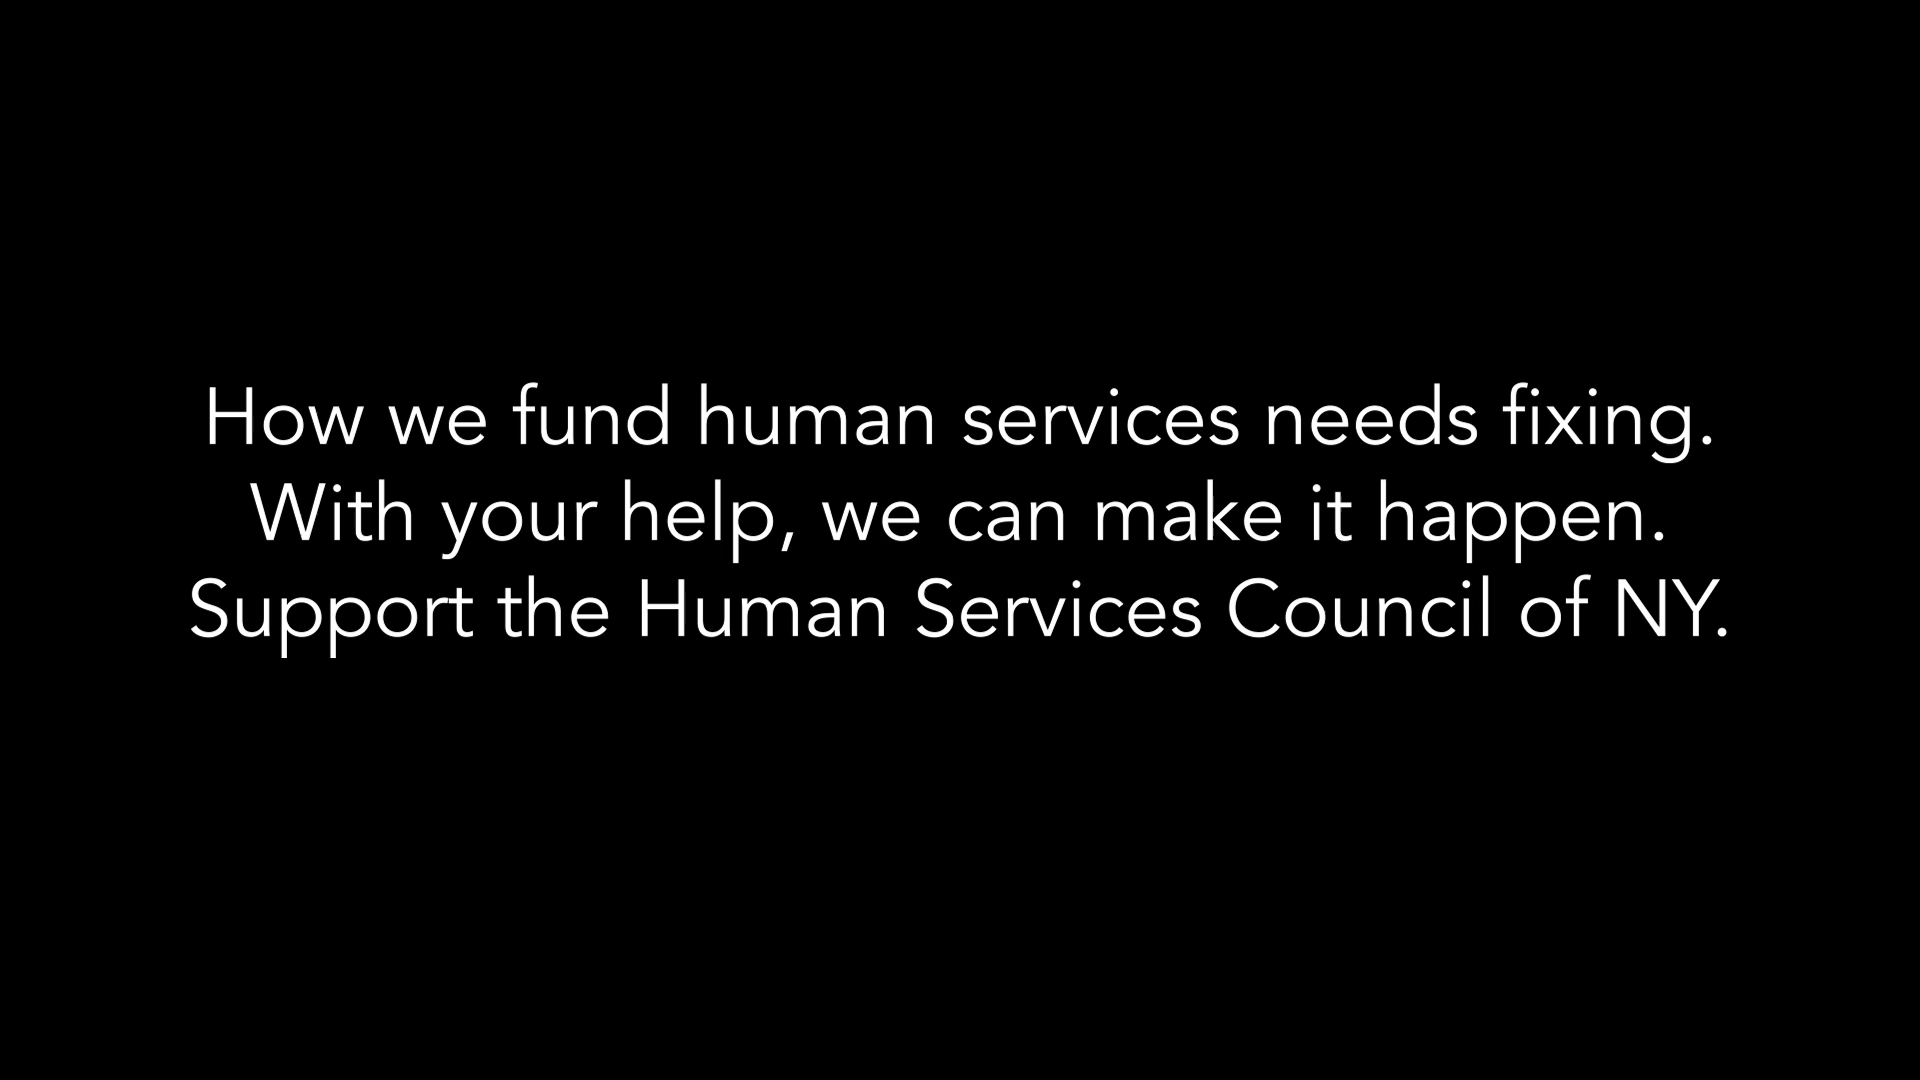 How we fund human services needs fixing.
With your help, we can make it happen.
Support the Human Services Council of NY.